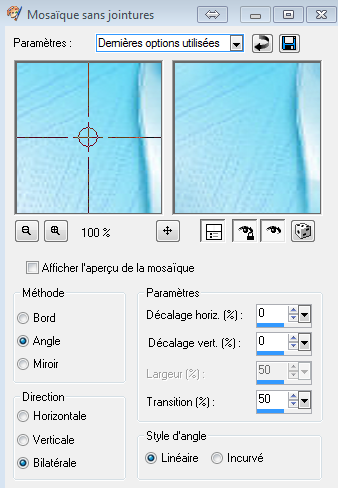 Mosaïque sans jointures
Paramètres :
Dernières options utilisées
100 %
Afficher l'aperçu de la mosaïque
Méthode
Bord
Angle
Miroir
Direction
Horizontale
Verticale
Bilatérale
Paramètres
Décalage horiz. (%) : 0
Décalage vert. (%) : 0
Largeur (%) : 50
Transition (%) : 50
Style d'angle
Linéaire
Incurvé